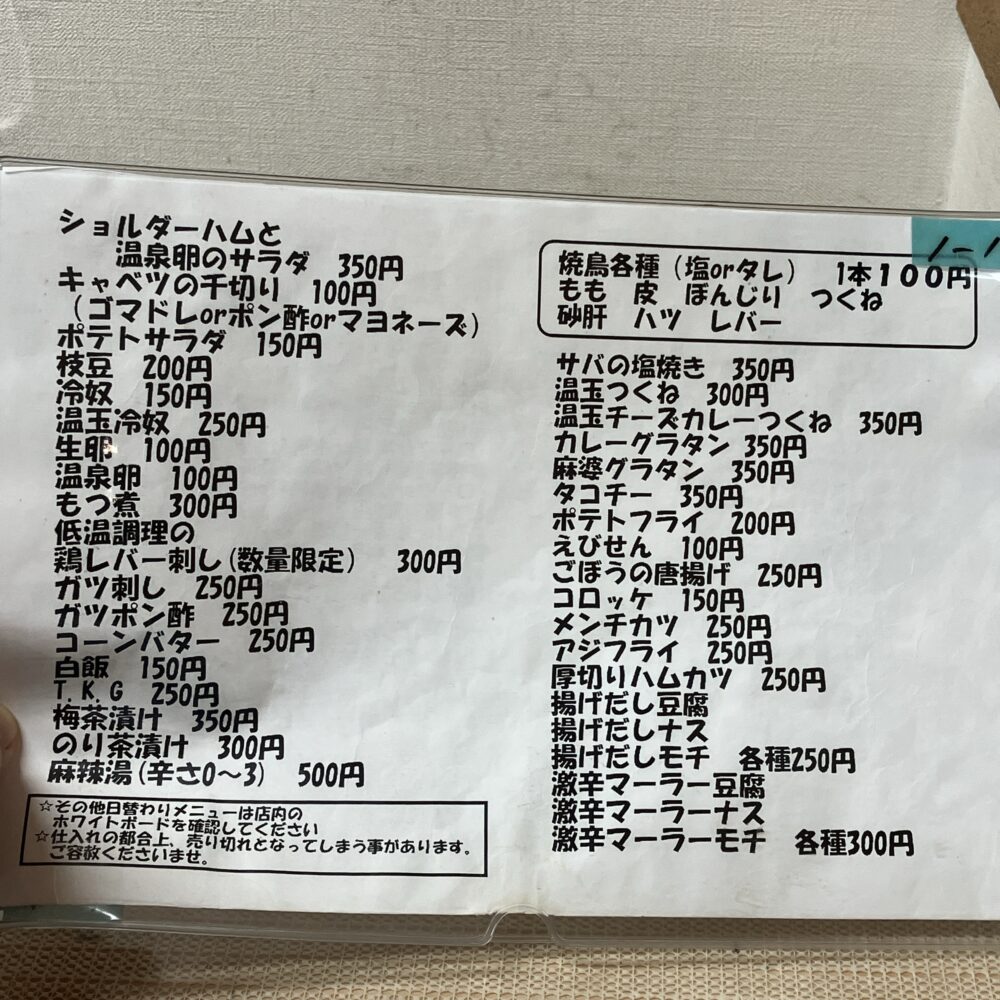 ショルダーハムと
温泉卵のサラダ 350円
キャベツの千切り 100円
(ゴマドレorポン酢orマヨネーズ)
ポテトサラダ 150円
枝豆 200円
冷奴 150円
温玉冷奴 250円
生卵 100円
温泉卵 100円
もつ煮 300円
低温調理の
鶏レバー刺し(数量限定) 300円
ガツ刺し 250円
ガツポン酢 250円
コーンバター 250円
白飯 150円
T.K.G 250円
梅茶漬け 350円
のり茶漬け 300円
麻辣湯(辛さ0~3) 500円
☆その他日替わりメニューは店内の
ホワイトボードを確認してください
☆仕入れの都合上、売り切れとなってしまう事があります。
ご容赦くださいませ。
焼鳥各種(塩orタレ) 1本100円
もも 皮 ぼんじり つくね
砂肝 ハツ レバー
サバの塩焼き 350円
温玉つくね 300円
温玉チーズカレーつくね 350円
カレーグラタン 350円
麻婆グラタン 350円
タコチー 350円
ポテトフライ 200円
えびせん 100円
ごぼうの唐揚げ 250円
コロッケ 150円
メンチカツ 250円
アジフライ 250円
厚切りハムカツ 250円
揚げだし豆腐
揚げだしナス
揚げだしモチ 各種250円
激辛マーラー豆腐
激辛マーラーナス
激辛マーラーモチ 各種300円